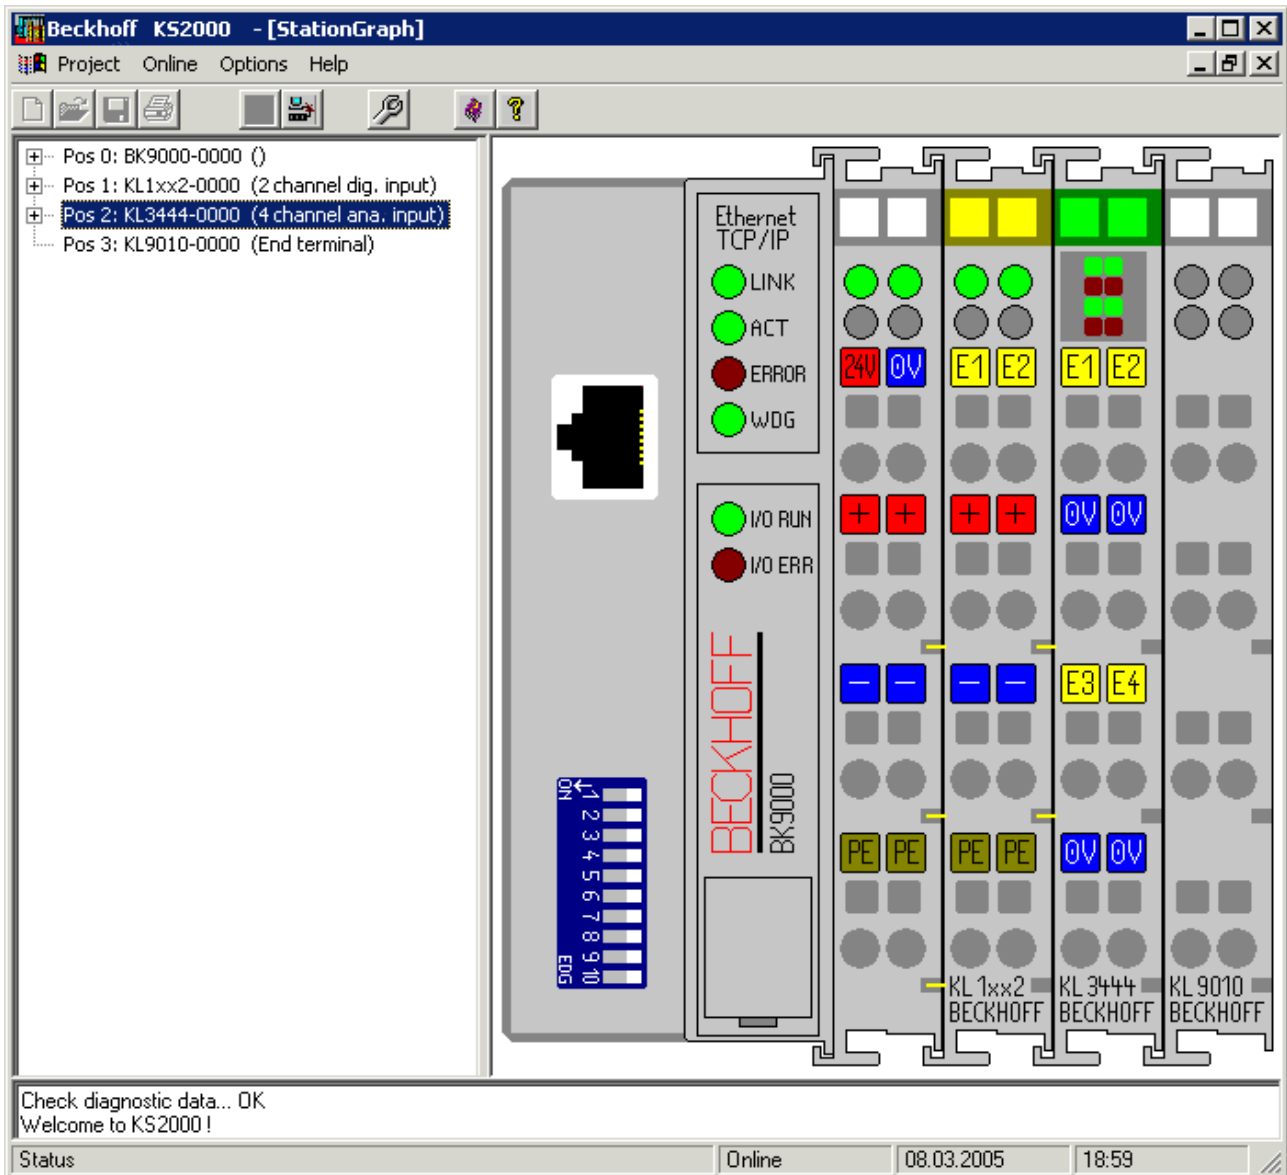 Beckhoff KS2000 - [StationGraph]
Project Online Options Help
Pos 0: BK9000-0000 ()
Pos 1: KL1xx2-0000 (2 channel dig. input)
Pos 2: KL3444-0000 (4 channel ana. input)
Pos 3: KL9010-0000 (End terminal)
Ethernet
TCP/IP
LINK
ACT
ERROR
WDG
I/O RUN
I/O ERR
BECKHOFF
BK9000
ON
1
2
3
4
5
6
7
8
9
10
EDG
24V 0V E1 E2 E1 E2
+ + + + 0V 0V
- - - - E3 E4
PE PE PE PE 0V 0V
KL 1xx2 KL 3444 KL 9010
BECKHOFF BECKHOFF BECKHOFF
Check diagnostic data... OK
Welcome to KS2000 !
Status Online 08.03.2005 18:59